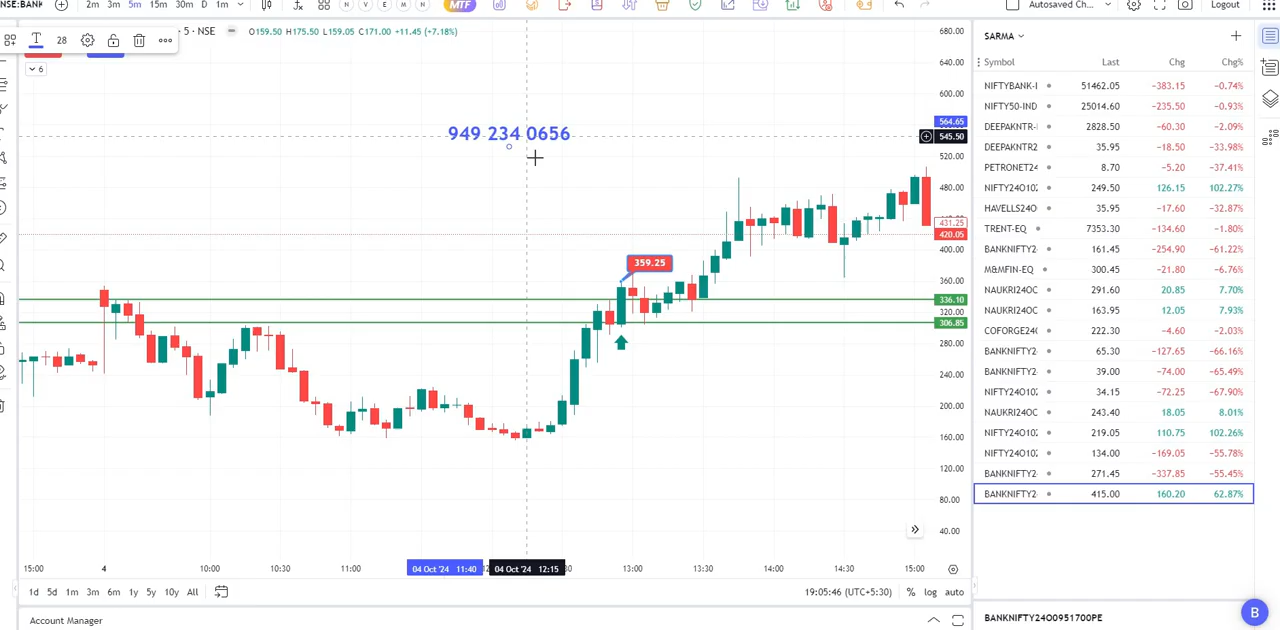 NSE:BANK 2m 3m 5m 15m 30m D 1m N V E M N MTF Autosaved Ch... Logout
28 · 5 · NSE O159.50 H175.50 L159.05 C171.00 +11.45 (+7.18%)
6
949 234 0656
359.25
680.00
640.00
600.00
564.65
545.50
520.00
480.00
431.25
420.05
400.00
360.00
336.10
312.00
306.85
280.00
240.00
200.00
160.00
120.00
80.00
40.00
15:00 4 10:00 10:30 11:00 04 Oct '24 11:40 04 Oct '24 12:15 13:00 13:30 14:00 14:30 15:00
1d 5d 1m 3m 6m 1y 5y 10y All 19:05:46 (UTC+5:30) % log auto
Account Manager
SARMA
Symbol Last Chg Chg%
NIFTYBANK-I 51462.05 −383.15 −0.74%
NIFTY50-IND 25014.60 −235.50 −0.93%
DEEPAKNTR- 2828.50 −60.30 −2.09%
DEEPAKNTR2 35.95 −18.50 −33.98%
PETRONET24 8.70 −5.20 −37.41%
NIFTY24O102 249.50 126.15 102.27%
HAVELLS24O 35.95 −17.60 −32.87%
TRENT-EQ 7353.30 −134.60 −1.80%
BANKNIFTY2 161.45 −254.90 −61.22%
M&MFIN-EQ 300.45 −21.80 −6.76%
NAUKRI24OC 291.60 20.85 7.70%
NAUKRI24OC 163.95 12.05 7.93%
COFORGE24O 222.30 −4.60 −2.03%
BANKNIFTY2 65.30 −127.65 −66.16%
BANKNIFTY2 39.00 −74.00 −65.49%
NIFTY24O102 34.15 −72.25 −67.90%
NAUKRI24OC 243.40 18.05 8.01%
NIFTY24O102 219.05 110.75 102.26%
NIFTY24O102 134.00 −169.05 −55.78%
BANKNIFTY2 271.45 −337.85 −55.45%
BANKNIFTY2 415.00 160.20 62.87%
BANKNIFTY24O0951700PE
B